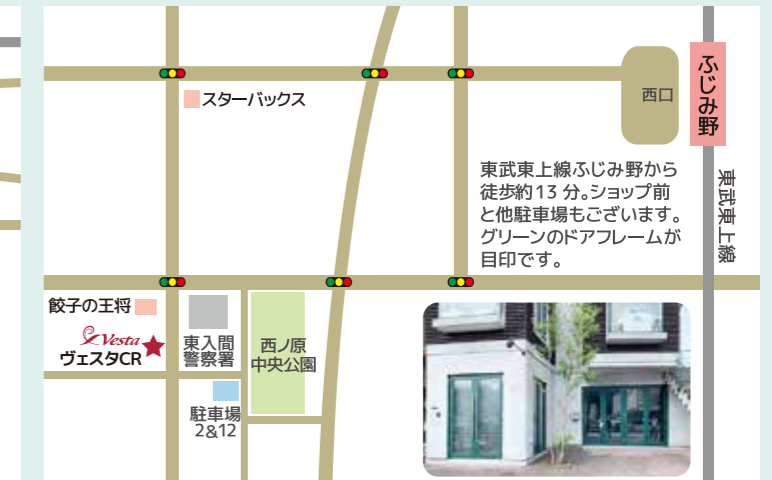 スターバックス
西口
ふじみ野
東武東上線
東武東上線ふじみ野から
徒歩約13分。ショップ前
と他駐車場もございます。
グリーンのドアフレームが
目印です。
餃子の王将
Vesta
ヴェスタCR
東入間
警察署
西ノ原
中央公園
駐車場
2&12